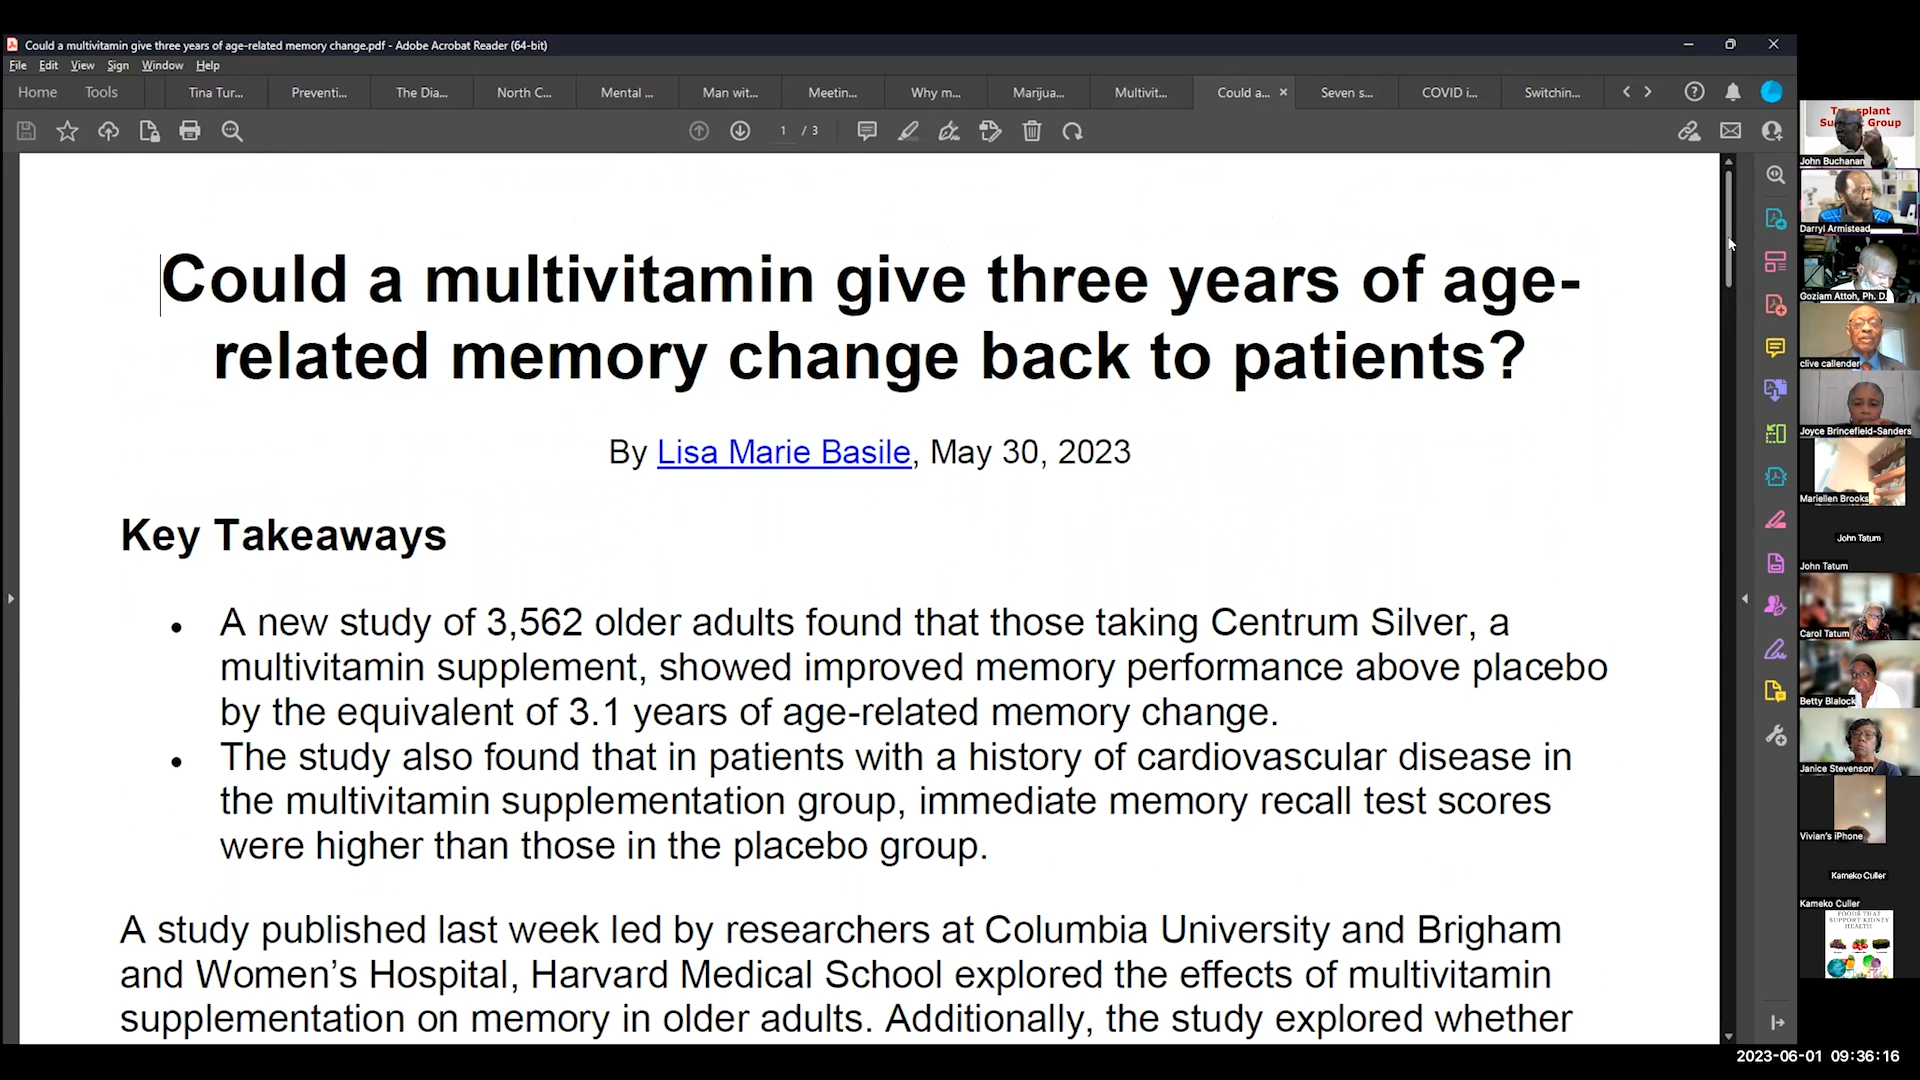 Could a multivitamin give three years of age-related memory change.pdf - Adobe Acrobat Reader (64-bit)
File Edit View Sign Window Help
Home Tools Tina Tur... Preventi... The Dia... North C... Mental ... Man wit... Meetin... Why m... Marijua... Multivit... Could a... Seven s... COVID i... Switchin...
1 / 3
Could a multivitamin give three years of age-
related memory change back to patients?
By Lisa Marie Basile, May 30, 2023
Key Takeaways
• A new study of 3,562 older adults found that those taking Centrum Silver, a
multivitamin supplement, showed improved memory performance above placebo
by the equivalent of 3.1 years of age-related memory change.
• The study also found that in patients with a history of cardiovascular disease in
the multivitamin supplementation group, immediate memory recall test scores
were higher than those in the placebo group.
A study published last week led by researchers at Columbia University and Brigham
and Women's Hospital, Harvard Medical School explored the effects of multivitamin
supplementation on memory in older adults. Additionally, the study explored whether
Group
John Buchanan
Darryl Armistead
Goziam Attoh, Ph. D.
clive callender
Joyce Brincefield-Sanders
Mariellen Brooks
John Tatum
John Tatum
Carol Tatum
Betty Blalock
Janice Stevenson
Vivian's iPhone
Kameko Culler
Kameko Culler
FOODS THAT
SUPPORT KIDNEY
HEALTH
2023-06-01 09:36:16